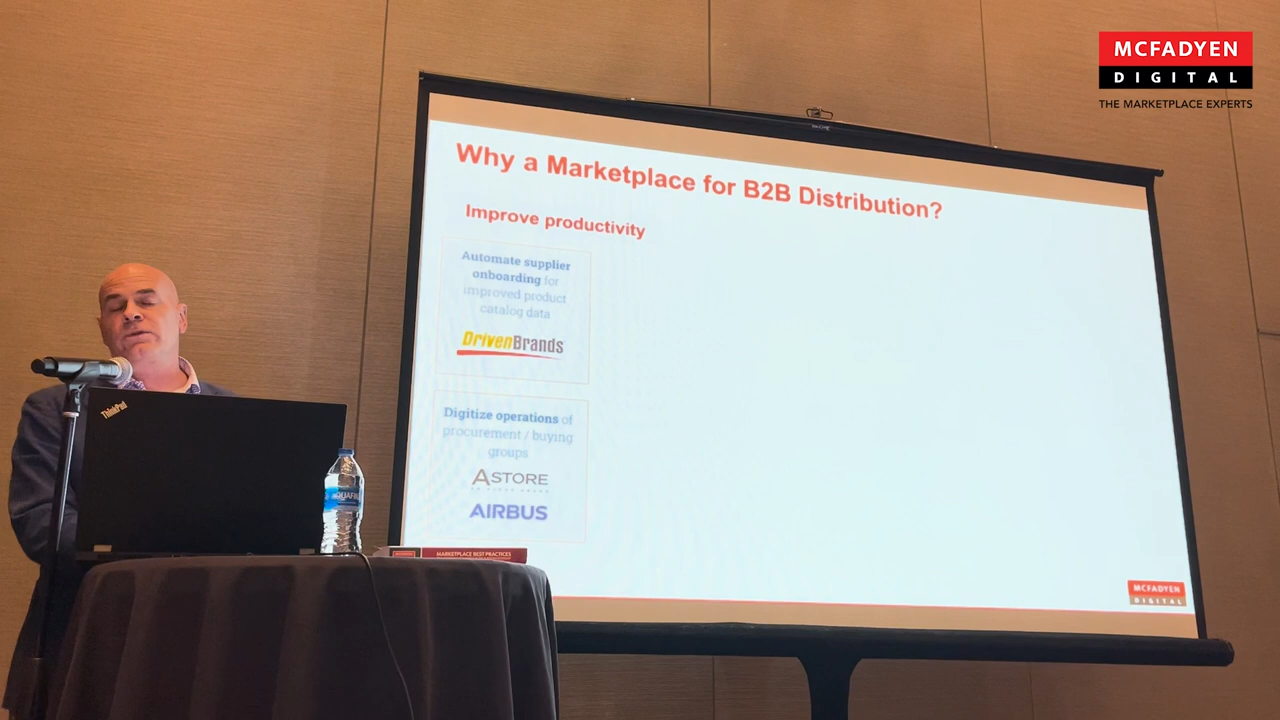 MCFADYEN
DIGITAL
THE MARKETPLACE EXPERTS
Why a Marketplace for B2B Distribution?
Improve productivity
Automate supplier
onboarding for
improved product
catalog data
DrivenBrands
Digitize operations of
procurement / buying
groups
ASTORE
AIRBUS
ThinkPad
MARKETPLACE BEST PRACTICES
MCFADYEN
DIGITAL